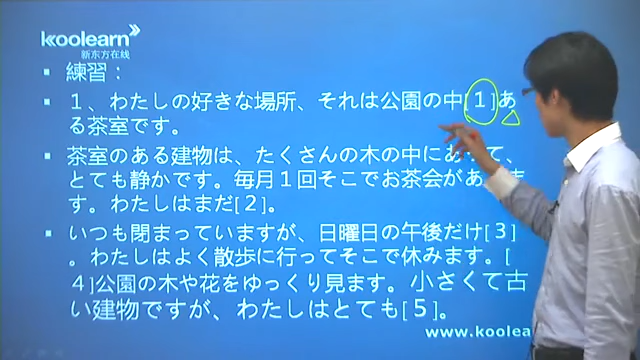 koolearn
新东方在线
練習：
１、わたしの好きな場所、それは公園の中[１]あ
る茶室です。
茶室のある建物は、たくさんの木の中にあって、
とても静かです。毎月１回そこでお茶会があ
す。わたしはまだ[２]。
いつも閉まっていますが、日曜日の午後だけ[３]
。わたしはよく散歩に行ってそこで休みます。[
４]公園の木や花をゆっくり見ます。小さくて古
い建物ですが、わたしはとても[５]。
www.koolear